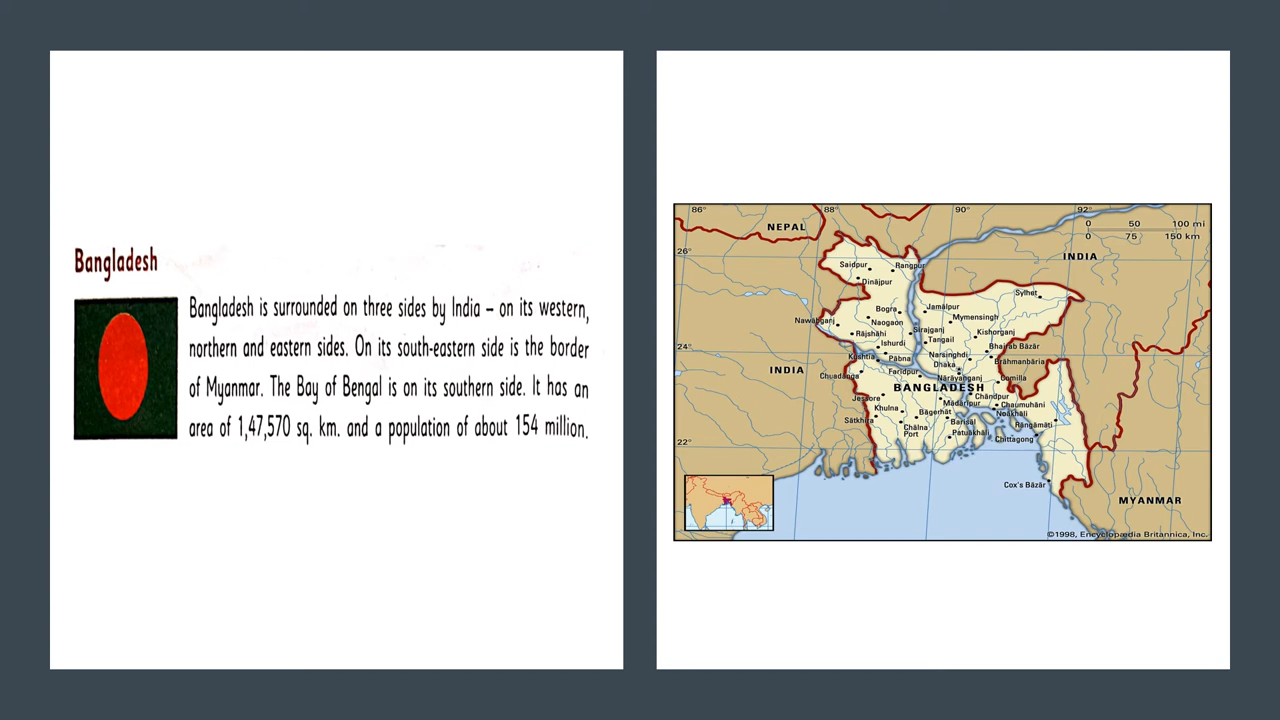 Bangladesh
Bangladesh is surrounded on three sides by India – on its western,
northern and eastern sides. On its south-eastern side is the border
of Myanmar. The Bay of Bengal is on its southern side. It has an
area of 1,47,570 sq. km. and a population of about 154 million.
86° 88° 90° 92°
0 50 100 mi
0 75 150 km
NEPAL
26°
INDIA
Saidpur
Rangpur
Dinājpur
Sylhet
Bogra
Jamālpur
Nawābganj
Naogaon
Mymensingh
Rājshāhi
Sirajganj
Kishorganj
Ishurdi
Tangail
24°
Bhairab Bāzār
Kushtia
Pābna
Narsinghdi
Brāhmanbāria
INDIA
Chuadānga
Faridpur
Dhaka
Nārāyanganj
Comilla
BANGLADESH
Jessore
Chāndpur
Khulna
Mādārīpur
Chaumuhāni
Sātkhira
Bāgerhāt
Noākhāli
Chālna
Port
Barisāl
Rāngāmāti
Patuākhāli
Chittagong
22°
Cox's Bāzār
MYANMAR
©1998, Encyclopædia Britannica, Inc.